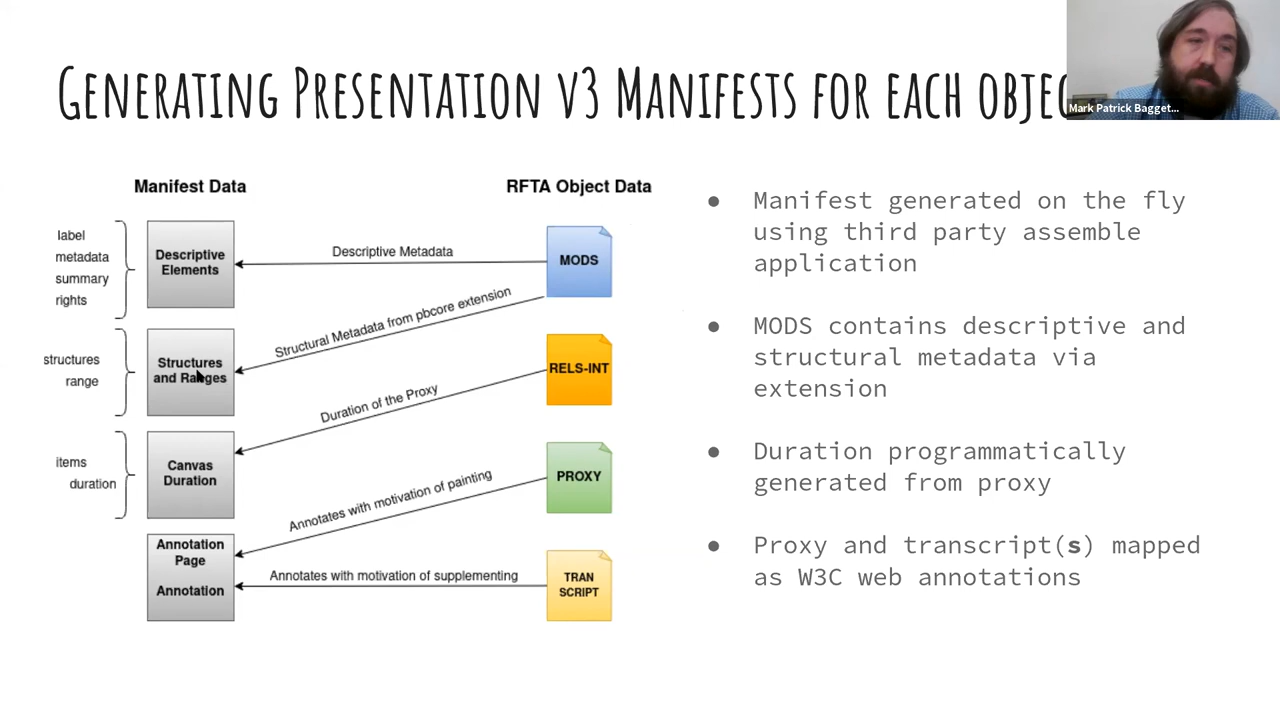 GENERATING PRESENTATION V3 MANIFESTS FOR EACH OBJEC
Mark Patrick Bagget...
Manifest Data
RFTA Object Data
label
metadata
summary
rights
Descriptive
Elements
Descriptive Metadata
MODS
Structural Metadata from pbcore extension
structures
range
Structures
and Ranges
RELS-INT
Duration of the Proxy
items
duration
Canvas
Duration
PROXY
Annotates with motivation of painting
Annotation
Page
Annotation
Annotates with motivation of supplementing
TRAN
SCRIPT
● Manifest generated on the fly
using third party assemble
application
● MODS contains descriptive and
structural metadata via
extension
● Duration programmatically
generated from proxy
● Proxy and transcript(s) mapped
as W3C web annotations